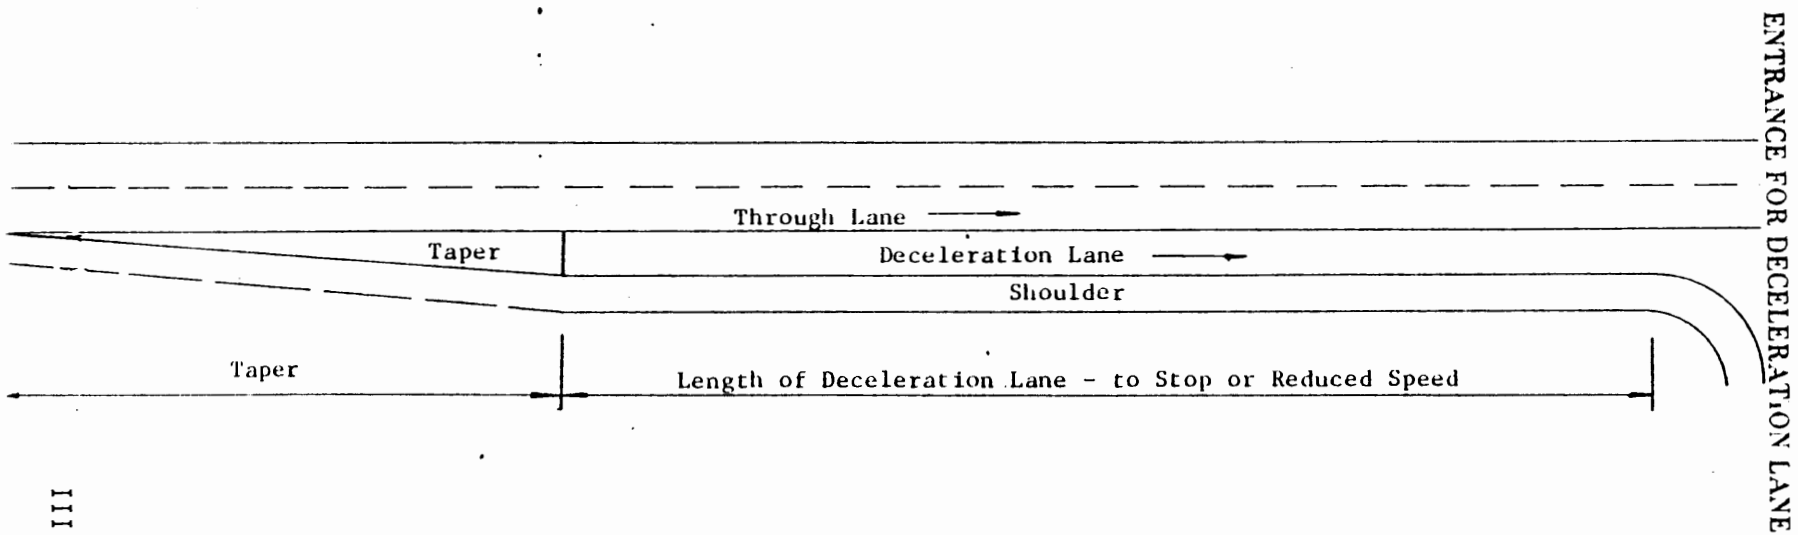 ENTRANCE FOR DECELERATION LANE
Through Lane
Taper
Deceleration Lane
Shoulder
Taper
Length of Deceleration Lane - to Stop or Reduced Speed
III